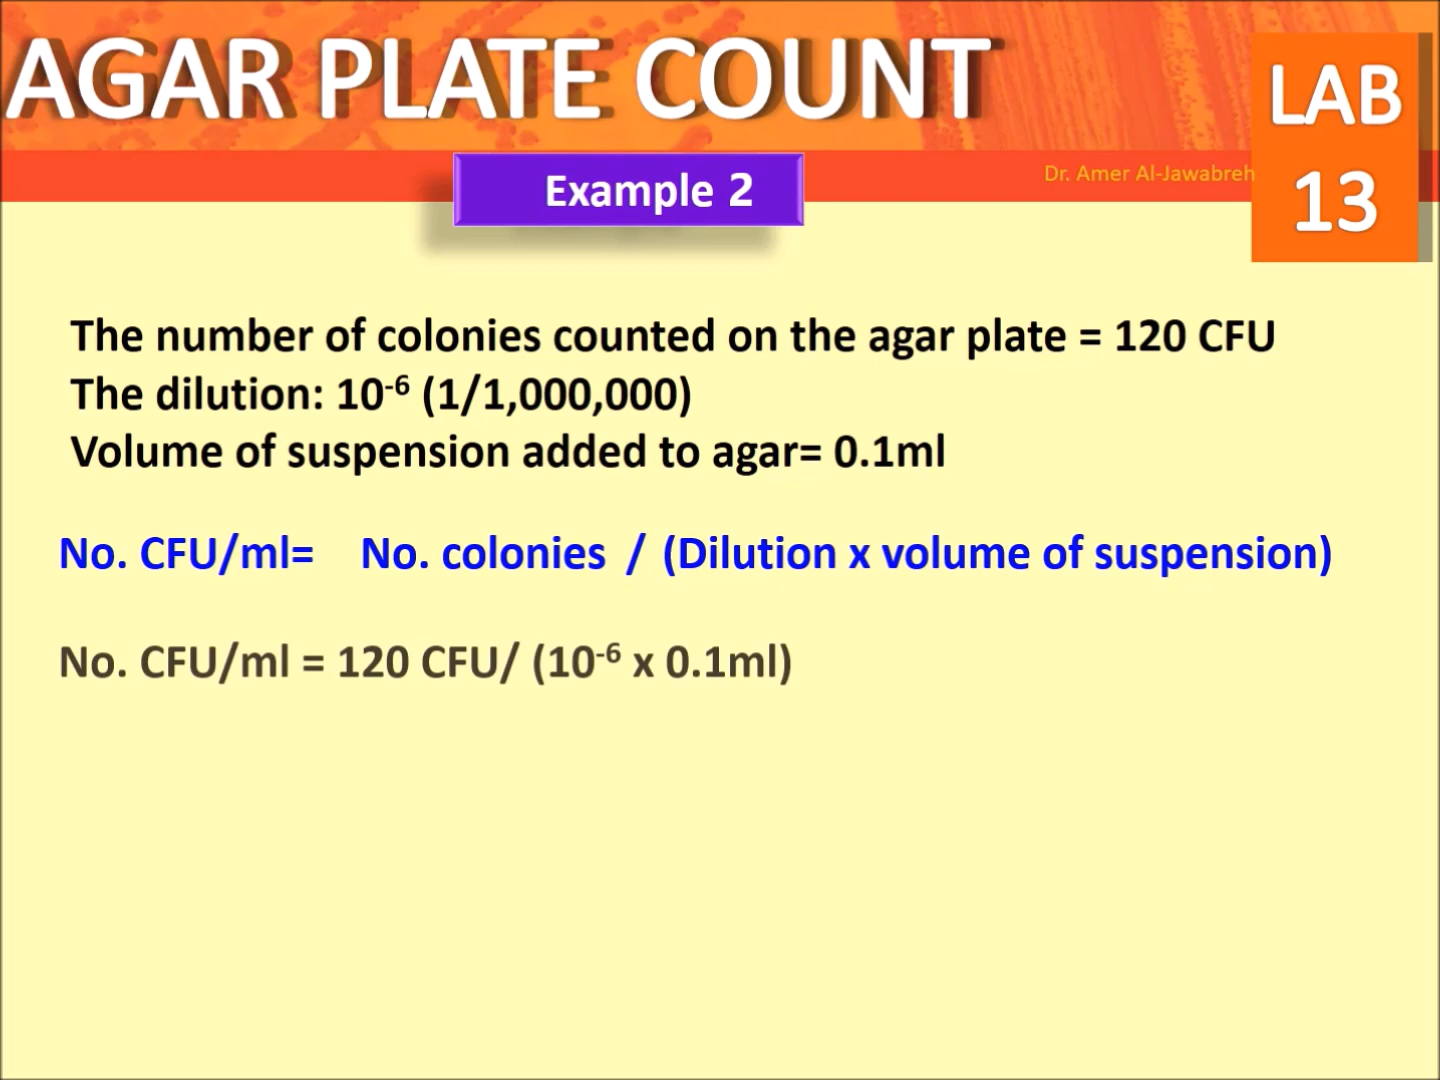 AGAR PLATE COUNT
LAB
13
Dr. Amer Al-Jawabreh
Example 2
The number of colonies counted on the agar plate = 120 CFU
The dilution: 10⁻⁶ (1/1,000,000)
Volume of suspension added to agar= 0.1ml
No. CFU/ml= No. colonies / (Dilution x volume of suspension)
No. CFU/ml = 120 CFU/ (10⁻⁶ x 0.1ml)